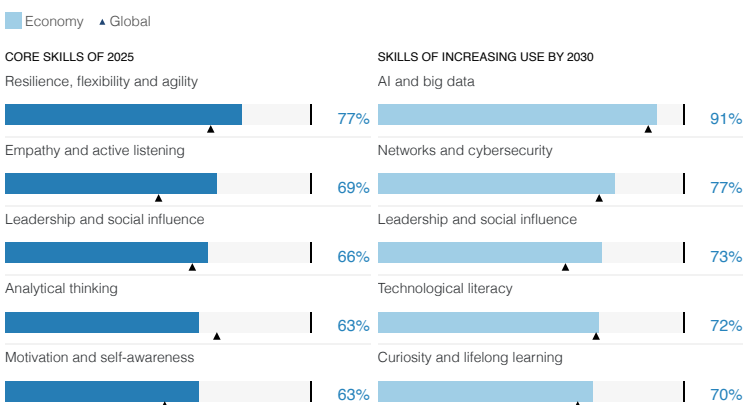 Economy Global
CORE SKILLS OF 2025
Resilience, flexibility and agility
77%
Empathy and active listening
69%
Leadership and social influence
66%
Analytical thinking
63%
Motivation and self-awareness
63%
SKILLS OF INCREASING USE BY 2030
AI and big data
91%
Networks and cybersecurity
77%
Leadership and social influence
73%
Technological literacy
72%
Curiosity and lifelong learning
70%